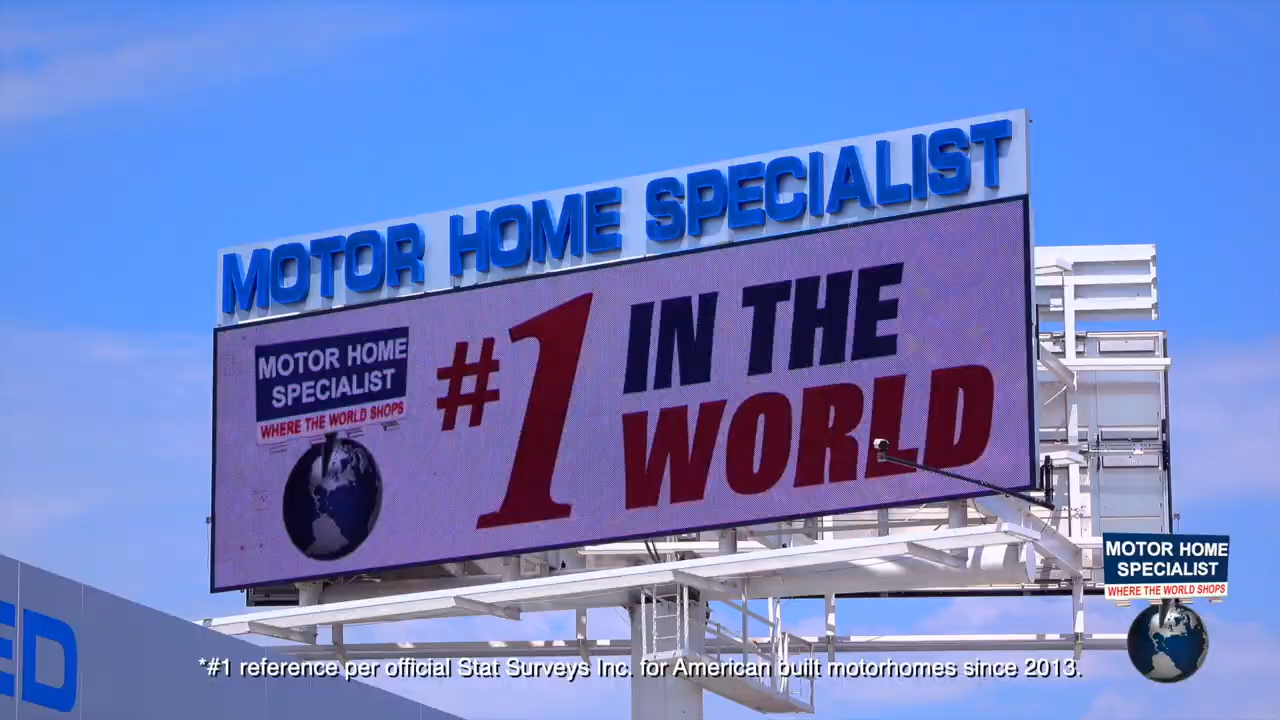 MOTOR HOME SPECIALIST
MOTOR HOME
SPECIALIST
WHERE THE WORLD SHOPS
#1 IN THE
WORLD
ED
MOTOR HOME
SPECIALIST
WHERE THE WORLD SHOPS
*#1 reference per official Stat Surveys Inc. for American built motorhomes since 2013.